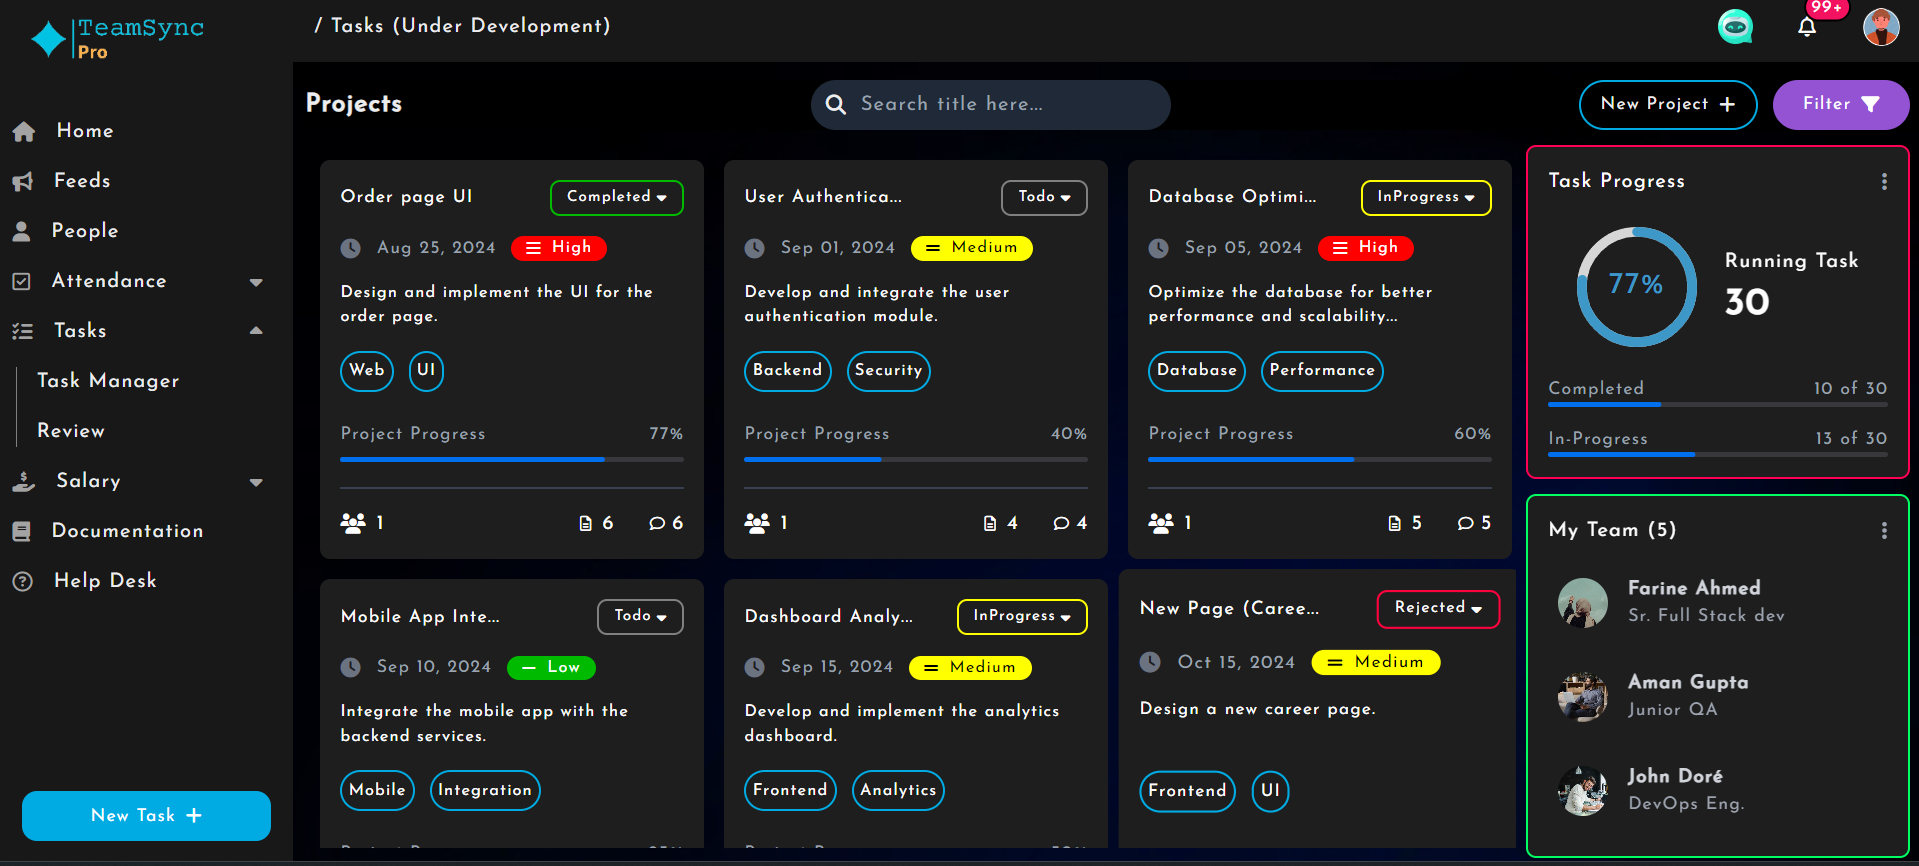 TeamSync
Pro
/ Tasks (Under Development)
99+
Home
Feeds
People
Attendance
Tasks
Task Manager
Review
Salary
Documentation
Help Desk
New Task +
Projects
Search title here...
New Project +
Filter
Order page UI
Completed
Aug 25, 2024
High
Design and implement the UI for the
order page.
Web
UI
Project Progress
77%
1
6
6
User Authentica...
Todo
Sep 01, 2024
Medium
Develop and integrate the user
authentication module.
Backend
Security
Project Progress
40%
1
4
4
Database Optimi...
InProgress
Sep 05, 2024
High
Optimize the database for better
performance and scalability...
Database
Performance
Project Progress
60%
1
5
5
Mobile App Inte...
Todo
Sep 10, 2024
Low
Integrate the mobile app with the
backend services.
Mobile
Integration
Dashboard Analy...
InProgress
Sep 15, 2024
Medium
Develop and implement the analytics
dashboard.
Frontend
Analytics
New Page (Caree...
Rejected
Oct 15, 2024
Medium
Design a new career page.
Frontend
UI
Task Progress
77%
Running Task
30
Completed
10 of 30
In-Progress
13 of 30
My Team (5)
Farine Ahmed
Sr. Full Stack dev
Aman Gupta
Junior QA
John Doré
DevOps Eng.